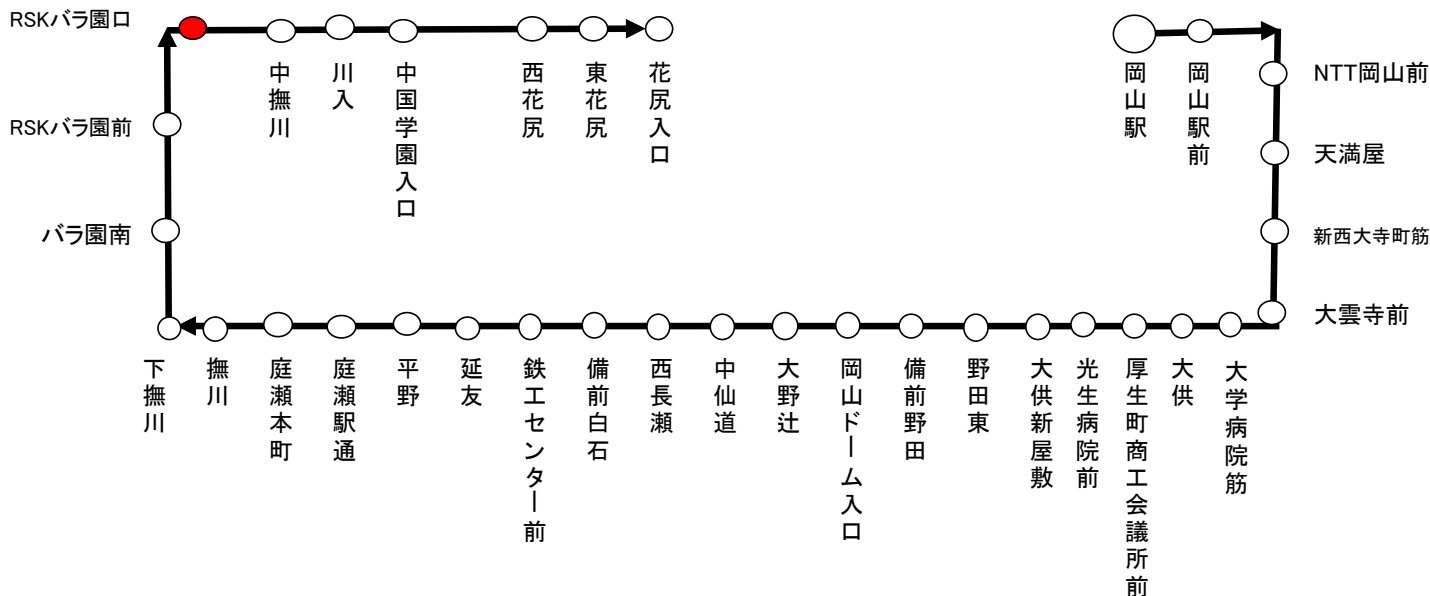 RSKバラ園口
中撫川
川入
中国学園入口
西花尻
東花尻
花尻入口
岡山駅
岡山駅前
NTT岡山前
天満屋
新西大寺町筋
大雲寺前
RSKバラ園前
バラ園南
下撫川
撫川
庭瀬本町
庭瀬駅通
平野
延友
鉄工センター前
備前白石
西長瀬
中仙道
大野辻
岡山ドーム入口
備前野田
野田東
大供新屋敷
光生病院前
厚生町商工会議所前
大供
大学病院筋